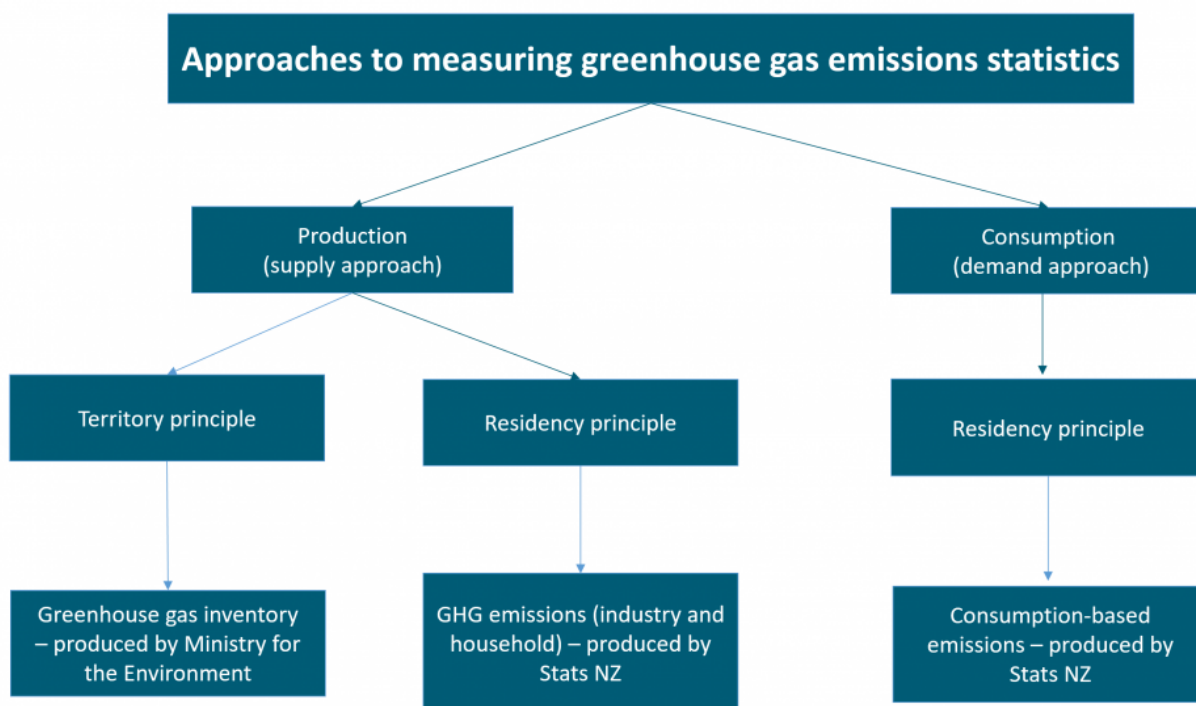 Approaches to measuring greenhouse gas emissions statistics
Production
(supply approach)
Consumption
(demand approach)
Territory principle
Residency principle
Residency principle
Greenhouse gas inventory
– produced by Ministry for
the Environment
GHG emissions (industry and
household) – produced by
Stats NZ
Consumption-based
emissions – produced by
Stats NZ